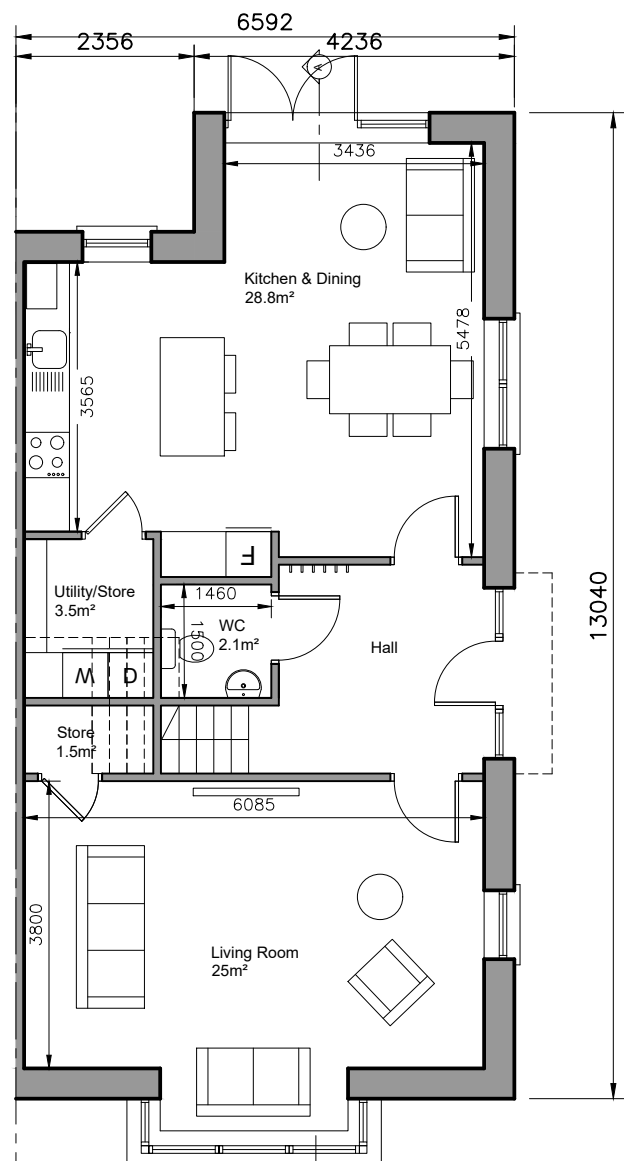 6592
2356
4236
A
3436
Kitchen & Dining
28.8m²
5478
3565
F
1460
Utility/Store
3.5m²
WC
2.1m²
1500
Hall
13040
W
D
Store
1.5m²
6085
3800
Living Room
25m²